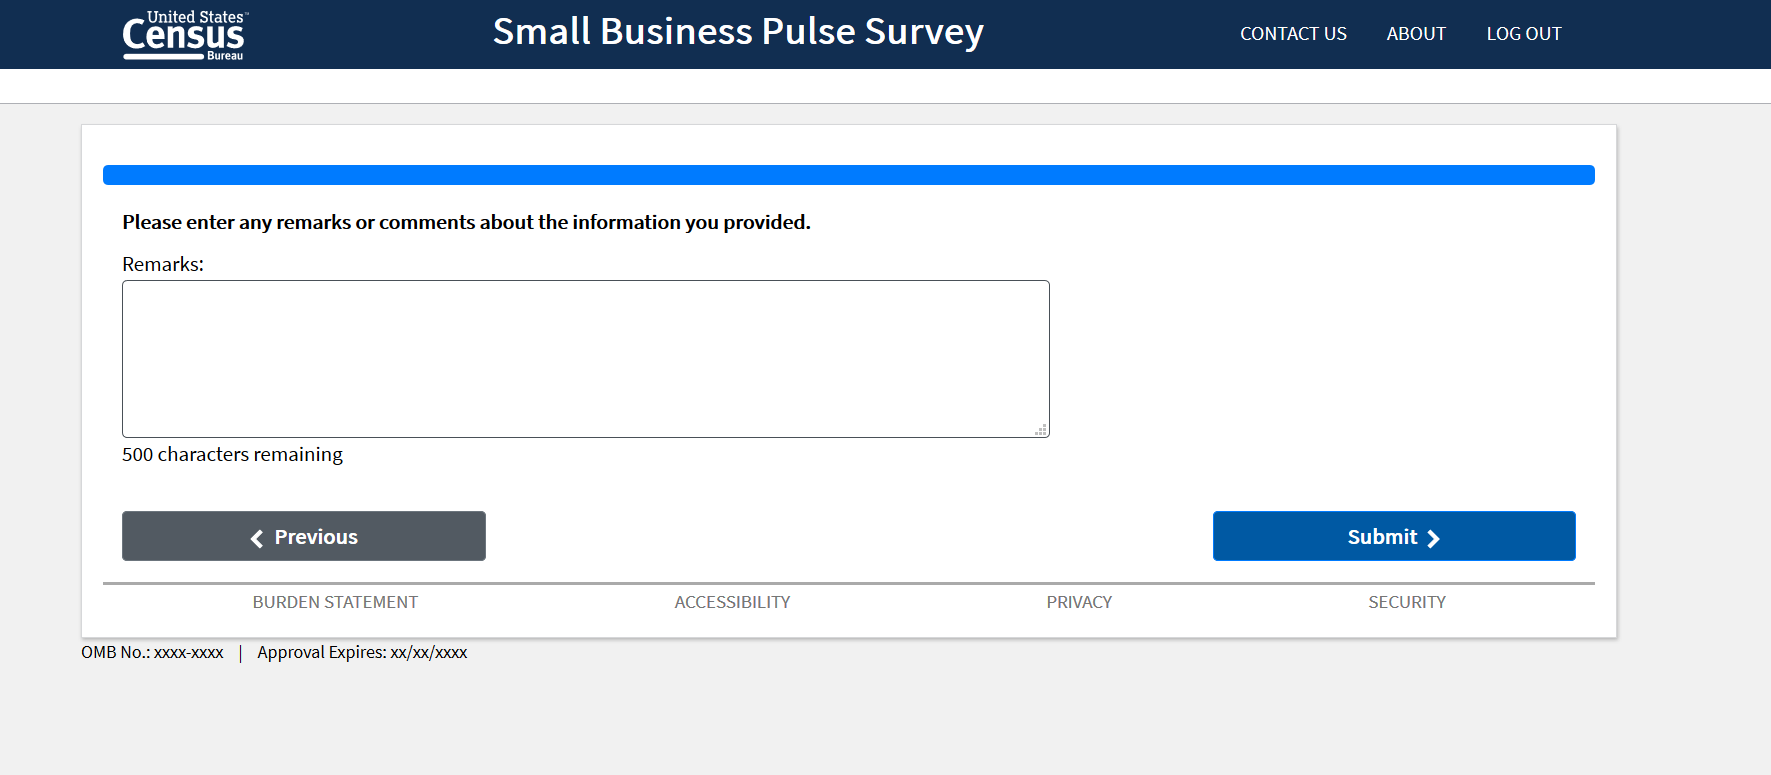 United States™
Census
Bureau
Small Business Pulse Survey
CONTACT US ABOUT LOG OUT
Please enter any remarks or comments about the information you provided.
Remarks:
500 characters remaining
Previous
Submit
BURDEN STATEMENT ACCESSIBILITY PRIVACY SECURITY
OMB No.: xxxx-xxxx | Approval Expires: xx/xx/xxxx